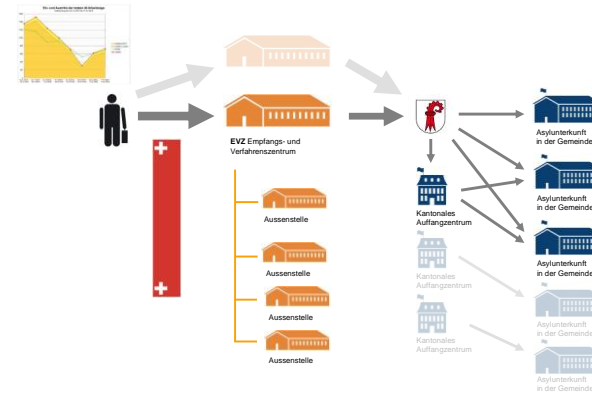 EVZ Empfangs- und
Verfahrenszentrum
Aussenstelle
Aussenstelle
Aussenstelle
Aussenstelle
Kantonales
Auffangzentrum
Kantonales
Auffangzentrum
Kantonales
Auffangzentrum
Asylunterkunft
in der Gemeinde
Asylunterkunft
in der Gemeinde
Asylunterkunft
in der Gemeinde
Asylunterkunft
in der Gemeinde
Asylunterkunft
in der Gemeinde